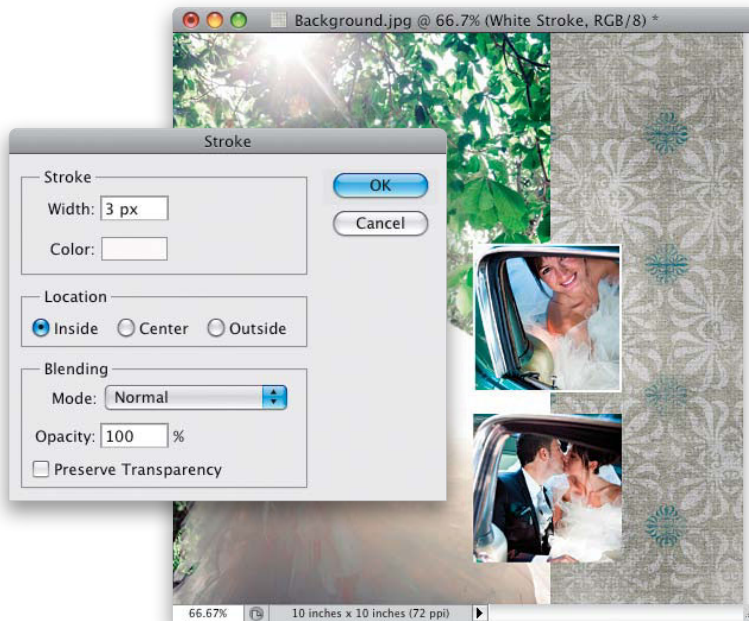 Background.jpg @ 66.7% (White Stroke, RGB/8) *
Stroke
Stroke
Width: 3 px
Color:
OK
Cancel
Location
Inside Center Outside
Blending
Mode: Normal
Opacity: 100 %
Preserve Transparency
66.67% 10 inches x 10 inches (72 ppi)